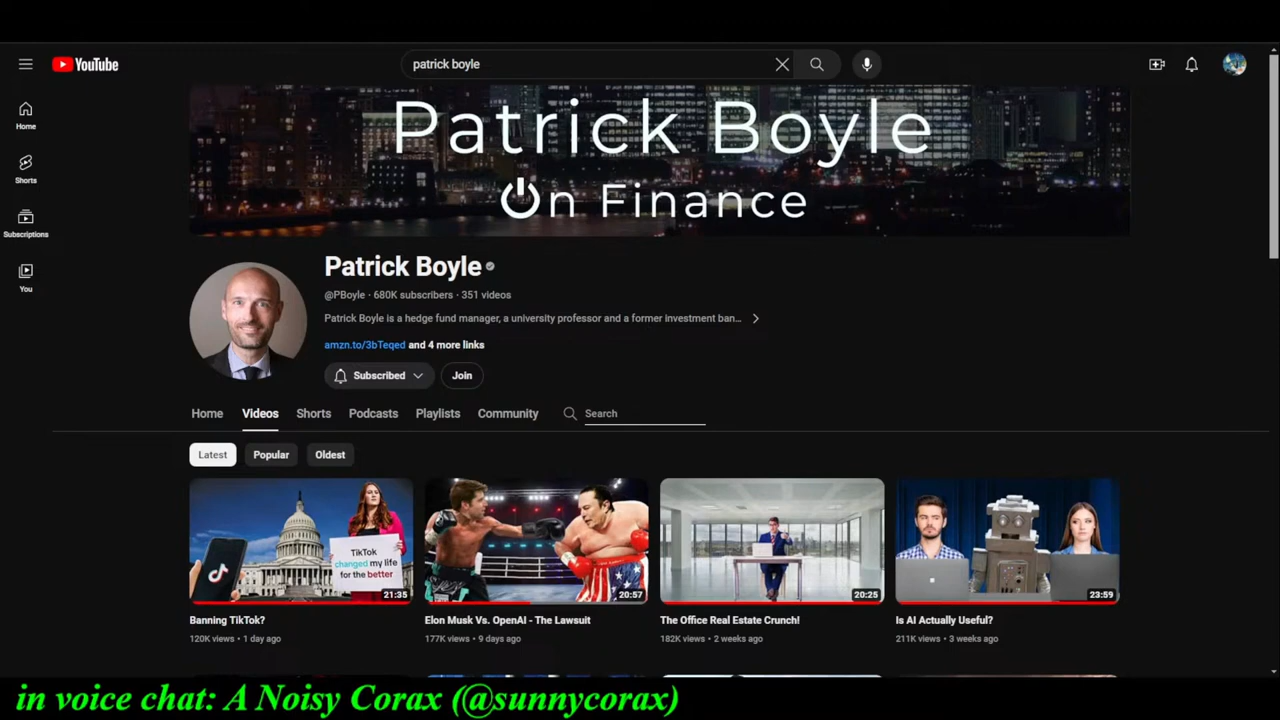 YouTube
patrick boyle
Patrick Boyle
On Finance
Home
Shorts
Subscriptions
You
Patrick Boyle
@PBoyle · 680K subscribers · 351 videos
Patrick Boyle is a hedge fund manager, a university professor and a former investment ban...
amzn.to/3bTeqed and 4 more links
Subscribed
Join
Home Videos Shorts Podcasts Playlists Community Search
Latest Popular Oldest
TikTok
changed my life
for the better
21:35 20:57 20:25 23:59
Banning TikTok? Elon Musk Vs. OpenAI - The Lawsuit The Office Real Estate Crunch! Is AI Actually Useful?
120K views · 1 day ago 177K views · 9 days ago 182K views · 2 weeks ago 211K views · 3 weeks ago
in voice chat: A Noisy Corax (@sunnycorax)